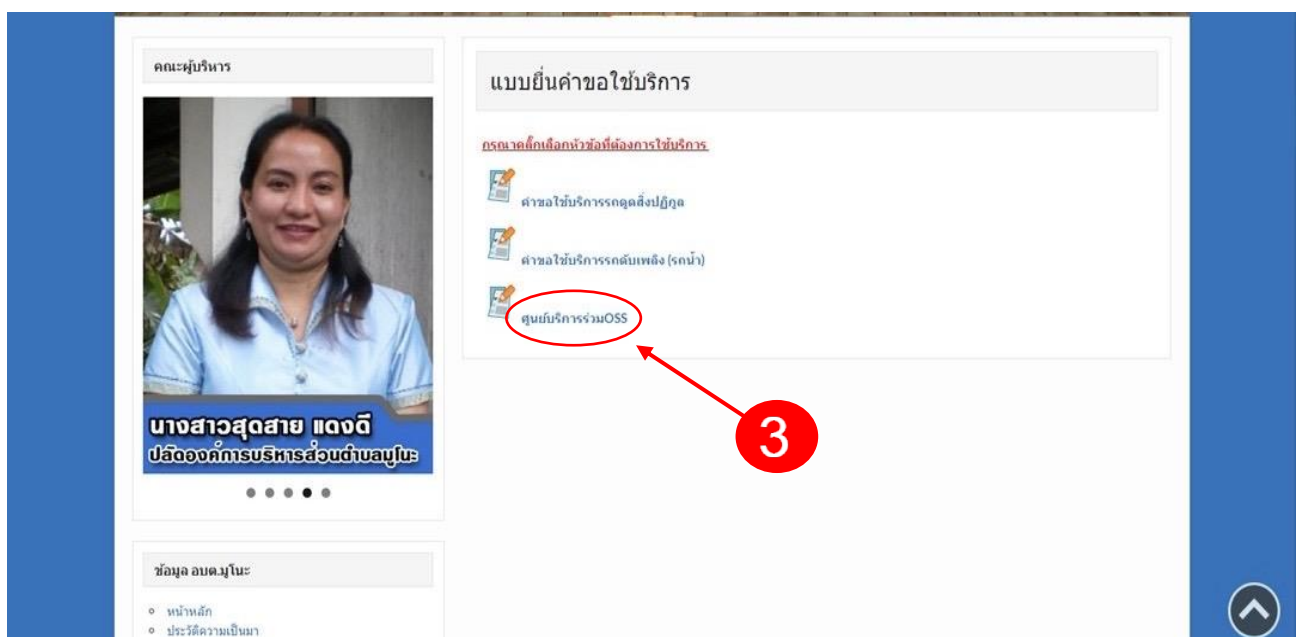 คณะผู้บริหาร
นางสาวสุดสาย แดงดี
ปลัดองค์การบริหารส่วนตำบลมูโนะ
ข้อมูล อบต.มูโนะ
หน้าหลัก
ประวัติความเป็นมา
แบบยื่นคำขอใช้บริการ
กรุณาคลิ๊กเลือกหัวข้อที่ต้องการใช้บริการ
คำขอใช้บริการรถดูดสิ่งปฏิกูล
คำขอใช้บริการรถดับเพลิง (รถน้ำ)
ศูนย์บริการร่วมOSS
3